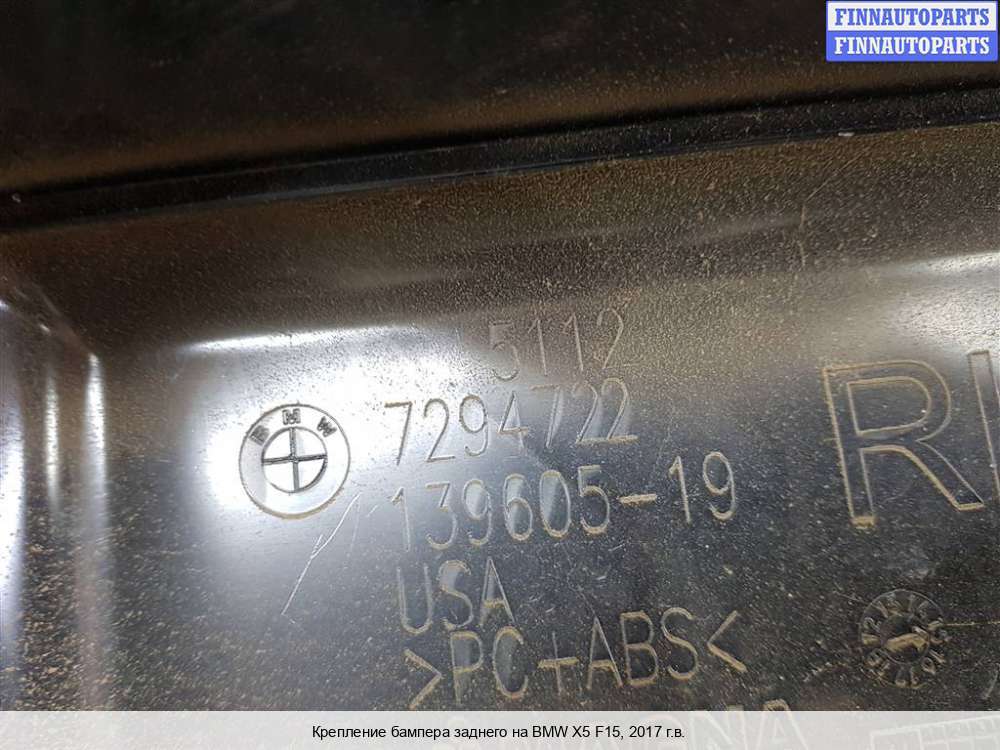 FINNAUTOPARTS
FINNAUTOPARTS
5112
BMW
7294722
139605-19
USA
>PC+ABS<
Крепление бампера заднего на BMW X5 F15, 2017 г.в.